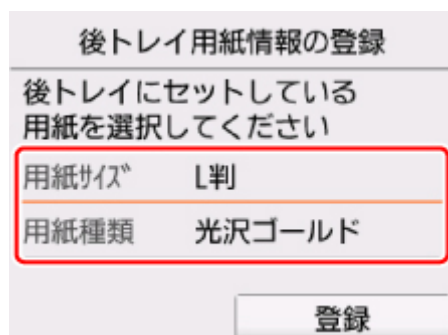 後トレイ用紙情報の登録
後トレイにセットしている
用紙を選択してください
用紙ｻｲｽﾞ L判
用紙種類 光沢ゴールド
登録